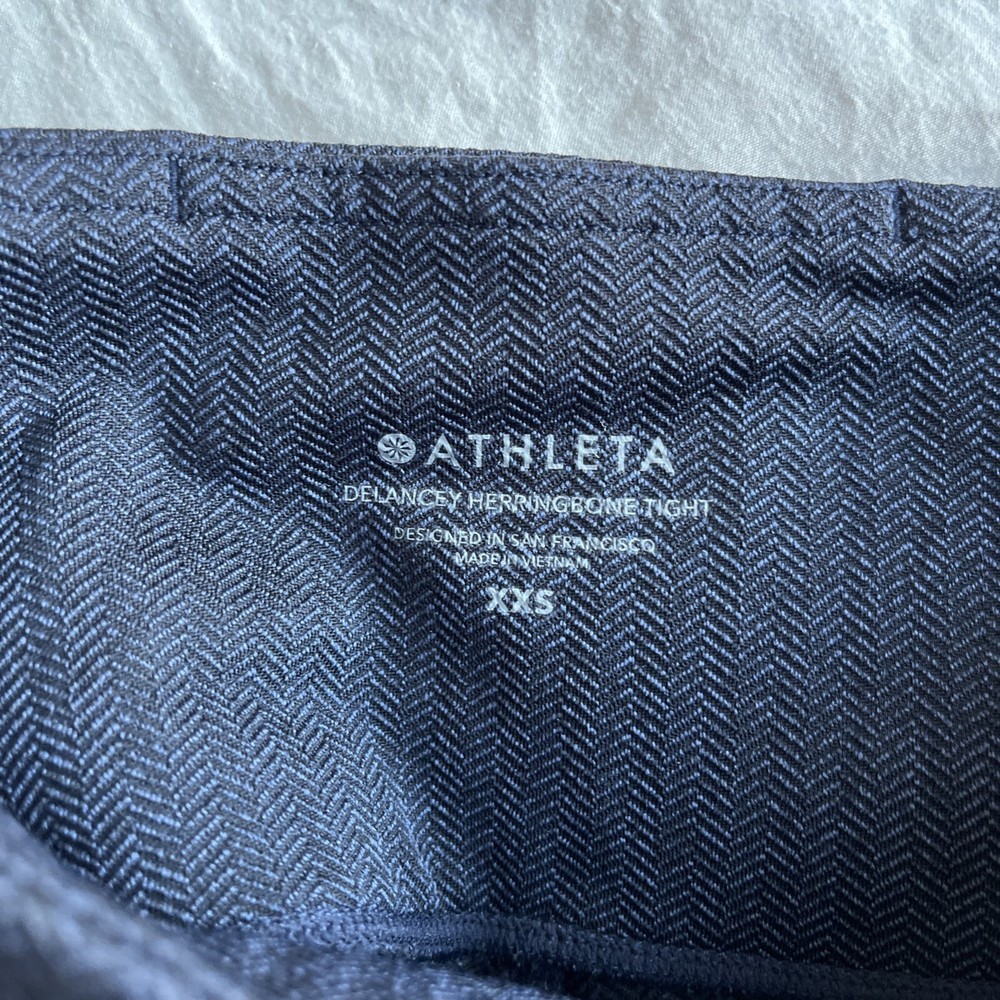 ATHLETA
DELANCEY HERRINGBONE TIGHT
DESIGNED IN SAN FRANCISCO
MADE IN VIETNAM
XXS